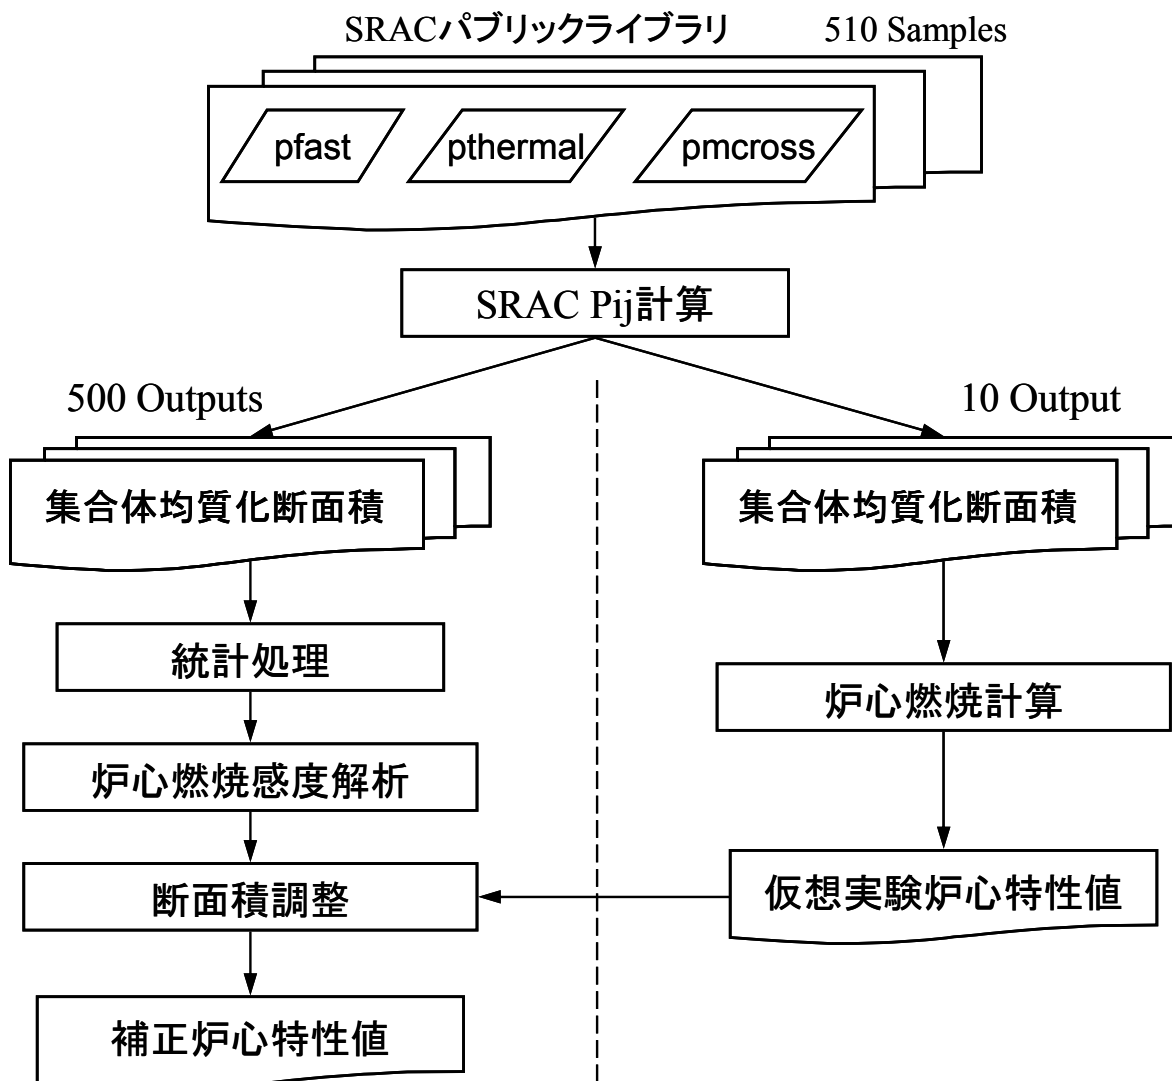 SRACパブリックライブラリ 510 Samples
pfast pthermal pmcross
SRAC Pij計算
500 Outputs
10 Output
集合体均質化断面積
集合体均質化断面積
統計処理
炉心燃焼計算
炉心燃焼感度解析
断面積調整
仮想実験炉心特性値
補正炉心特性値